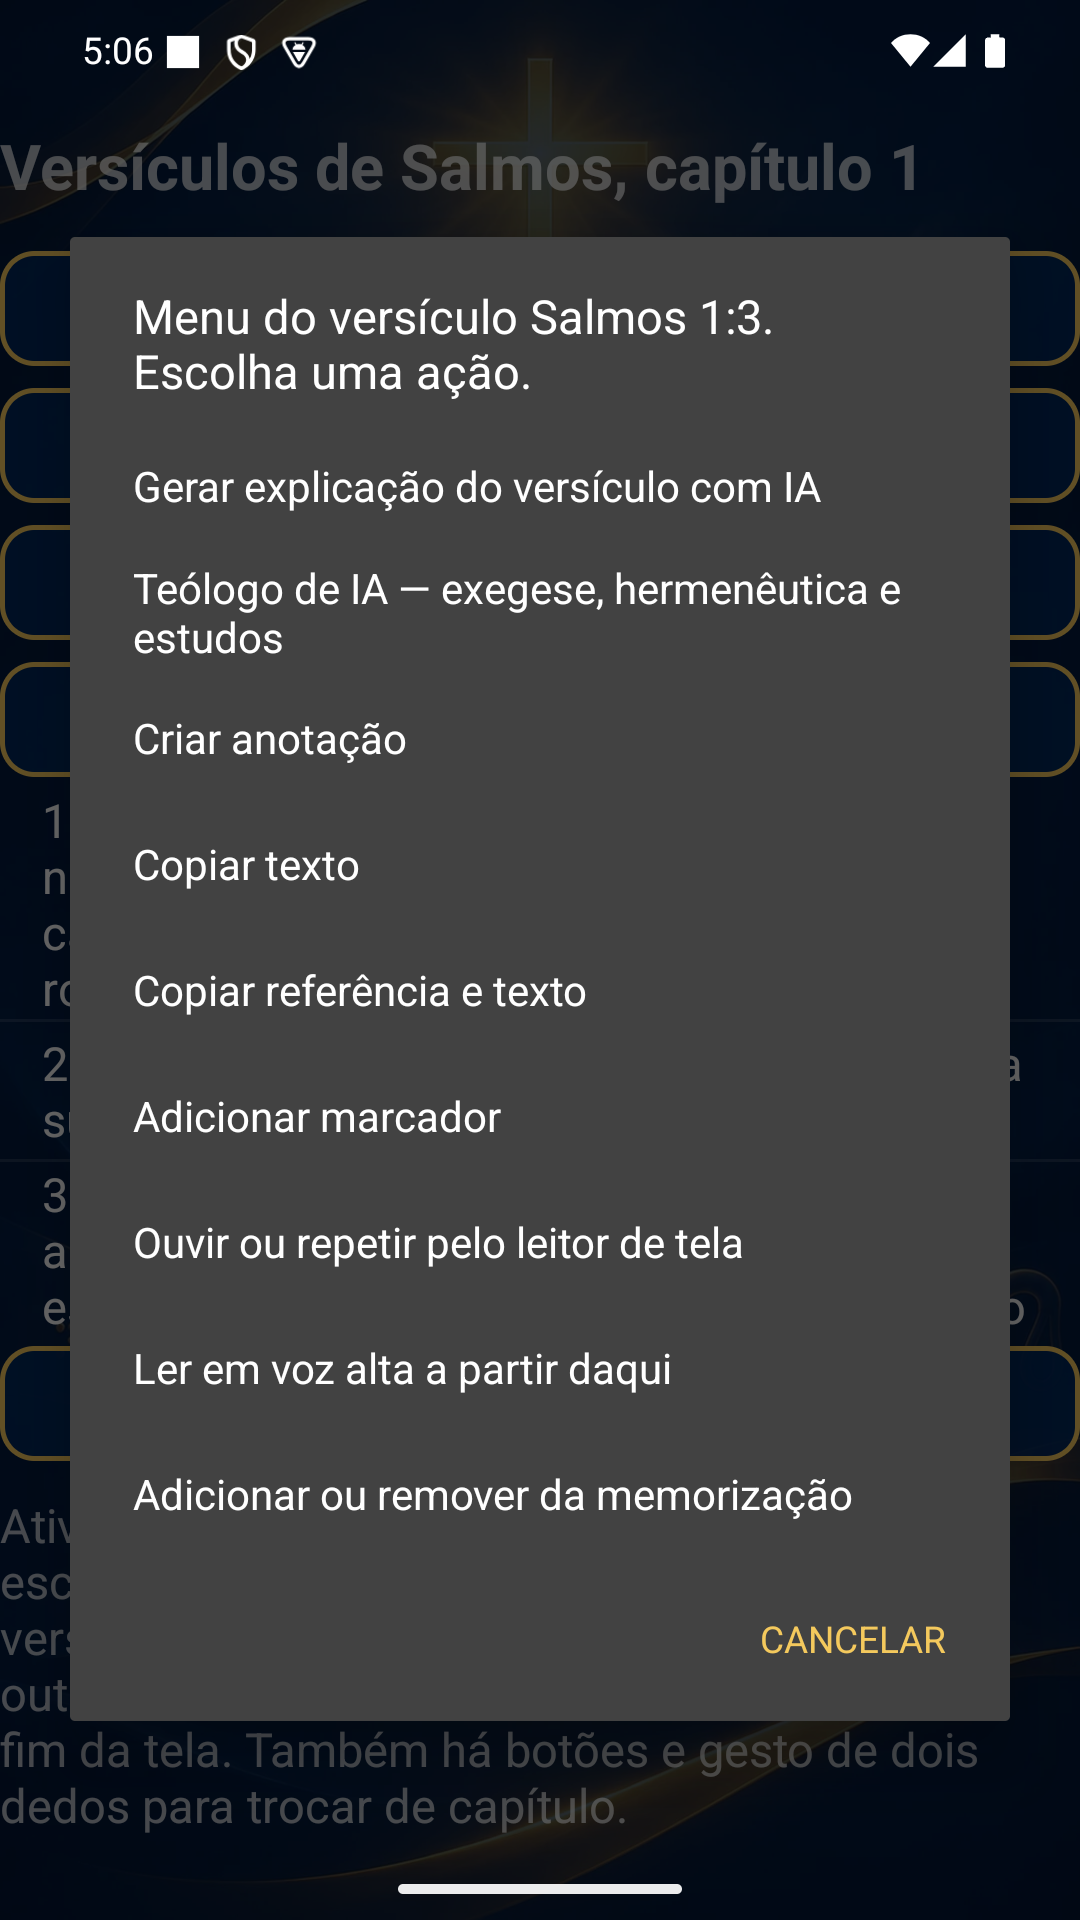 5:06
Versículos de Salmos, capítulo 1
Menu do versículo Salmos 1:3.
Escolha uma ação.
Gerar explicação do versículo com IA
Teólogo de IA — exegese, hermenêutica e
estudos
Criar anotação
Copiar texto
Copiar referência e texto
Adicionar marcador
Ouvir ou repetir pelo leitor de tela
Ler em voz alta a partir daqui
Adicionar ou remover da memorização
CANCELAR
1
2
3
fim da tela. Também há botões e gesto de dois
dedos para trocar de capítulo.